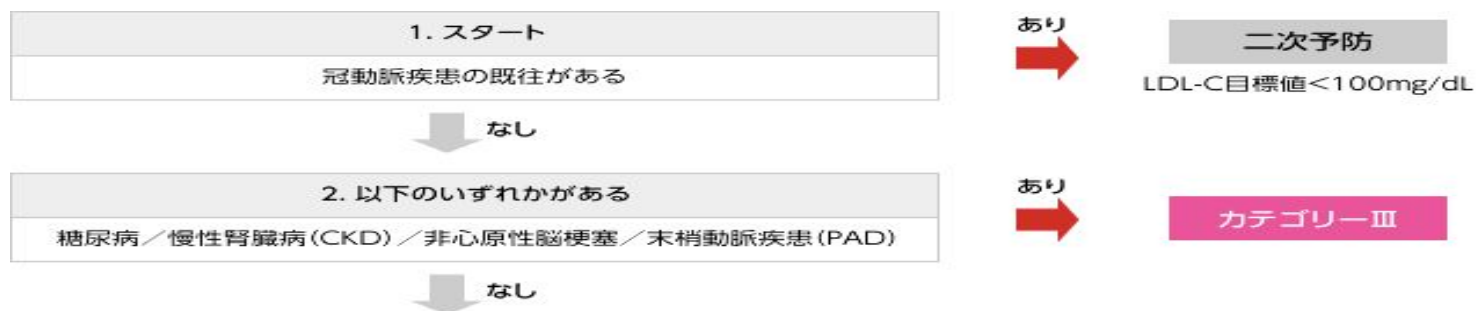 1. スタート
あり
二次予防
冠動脈疾患の既往がある
LDL-C目標値<100mg/dL
なし
2. 以下のいずれかがある
あり
カテゴリーⅢ
糖尿病／慢性腎臓病(CKD)／非心原性脳梗塞／末梢動脈疾患(PAD)
なし